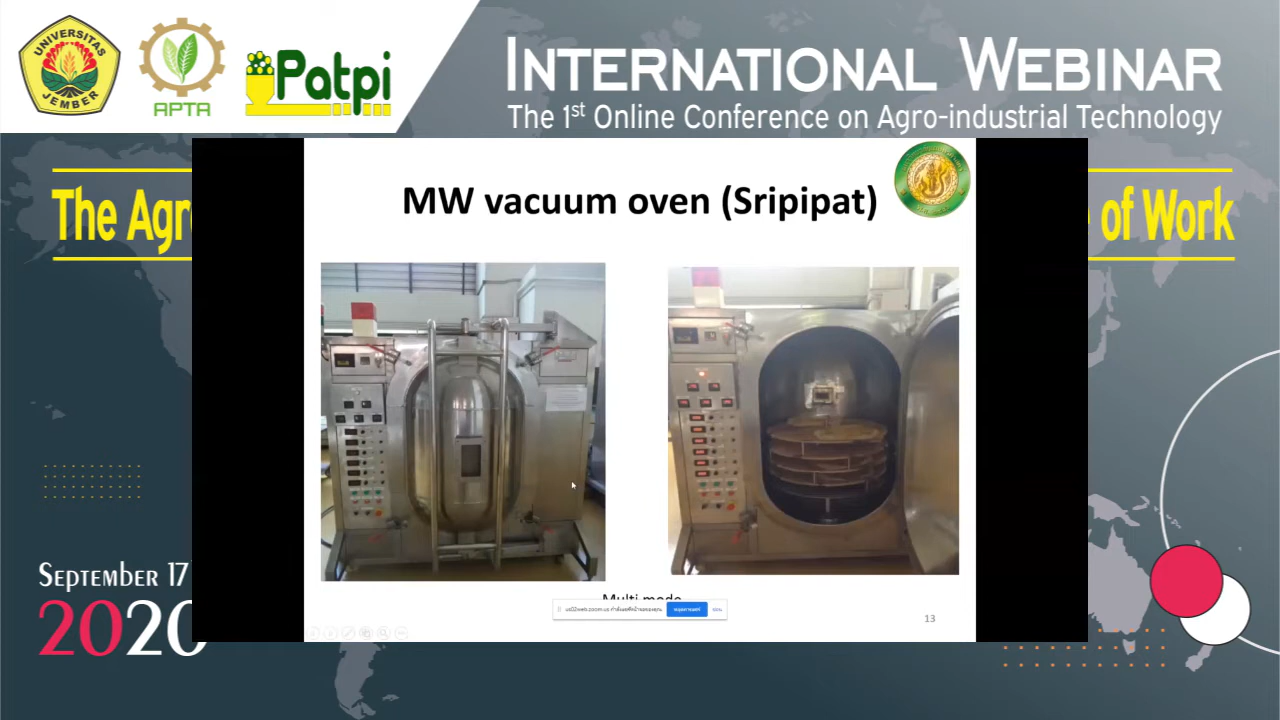 UNIVERSITAS
JEMBER
APTA
Patpi
INTERNATIONAL WEBINAR
The 1st Online Conference on Agro-industrial Technology
The Agr
of Work
MW vacuum oven (Sripipat)
SEPTEMBER 17
2020
Multi mode
13